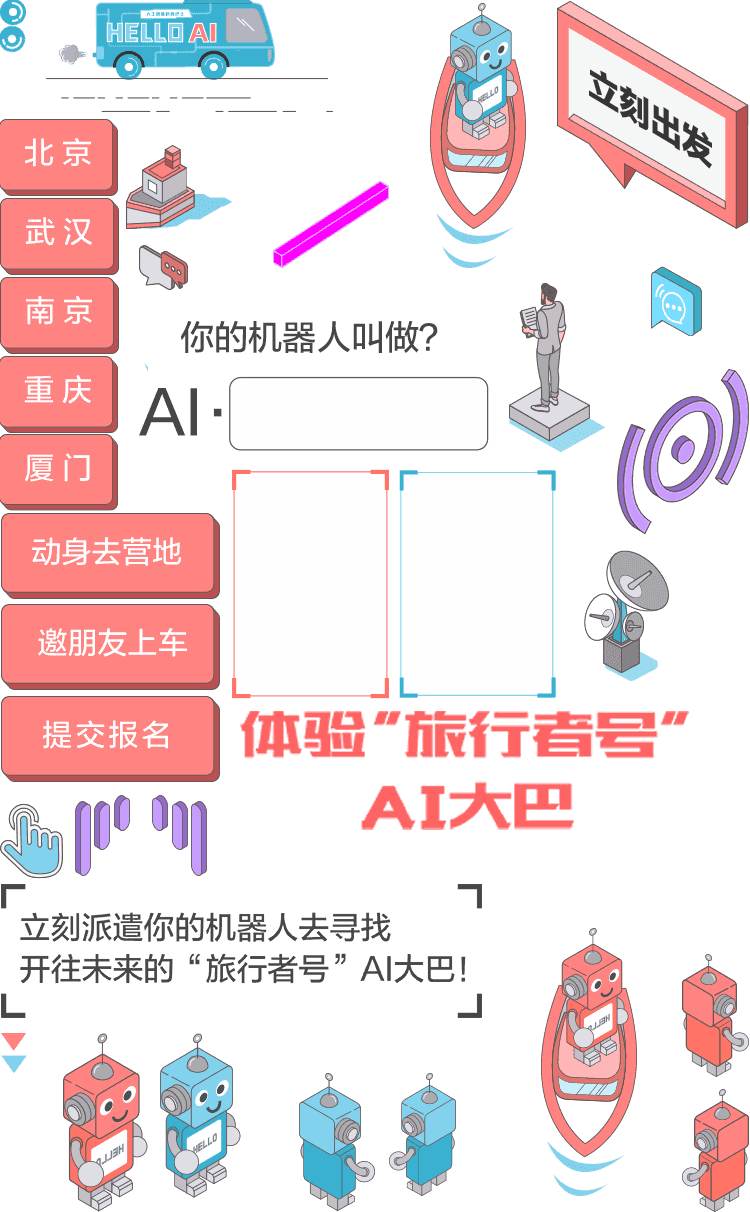 HELLO AI
立刻出发
HELLO
北京
武汉
南京
重庆
厦门
你的机器人叫做?
AI·
动身去营地
邀朋友上车
提交报名
体验“旅行者号”
AI大巴
立刻派遣你的机器人去寻找
开往未来的“旅行者号”AI大巴!
HELLO
HELLO
HELLO